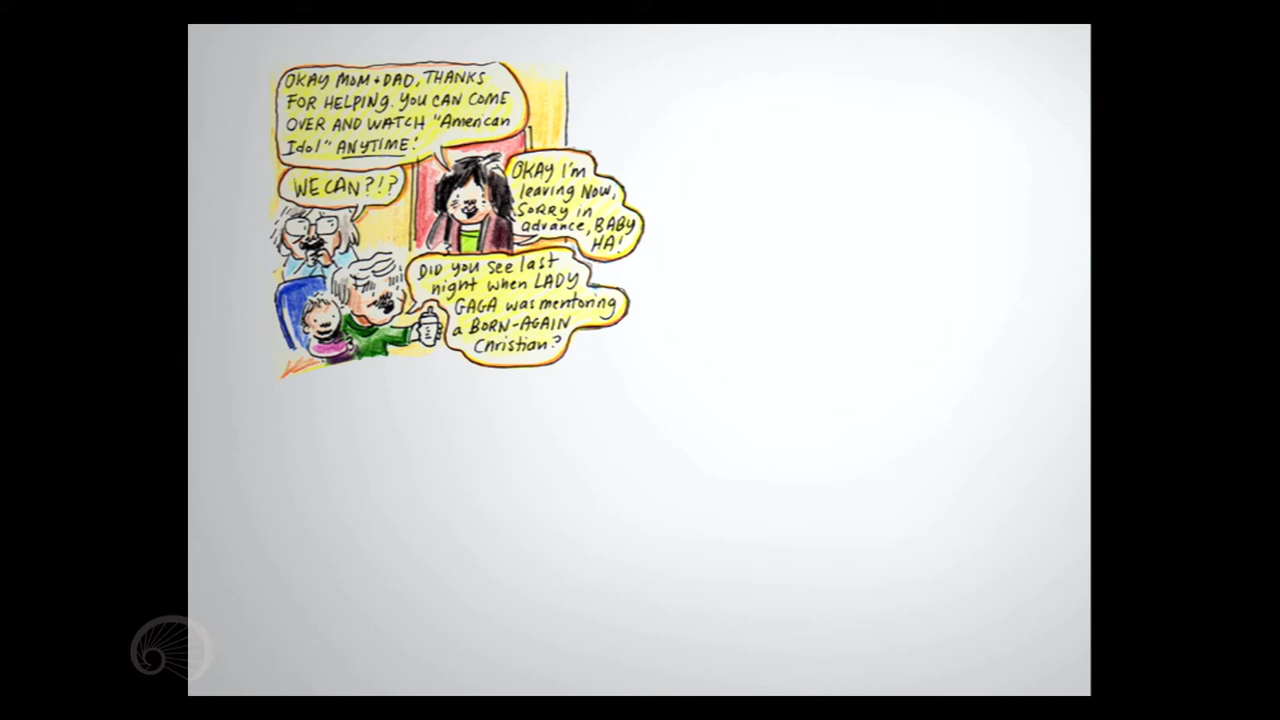 OKAY MOM + DAD, THANKS
FOR HELPING. YOU CAN COME
OVER AND WATCH "American
Idol" ANYTIME!
WE CAN?!?
OKAY I'm
leaving NOW,
SORRY in
advance, BABY
HA!
DID you see last
night when LADY
GAGA was mentoring
a BORN-AGAIN
Christian?